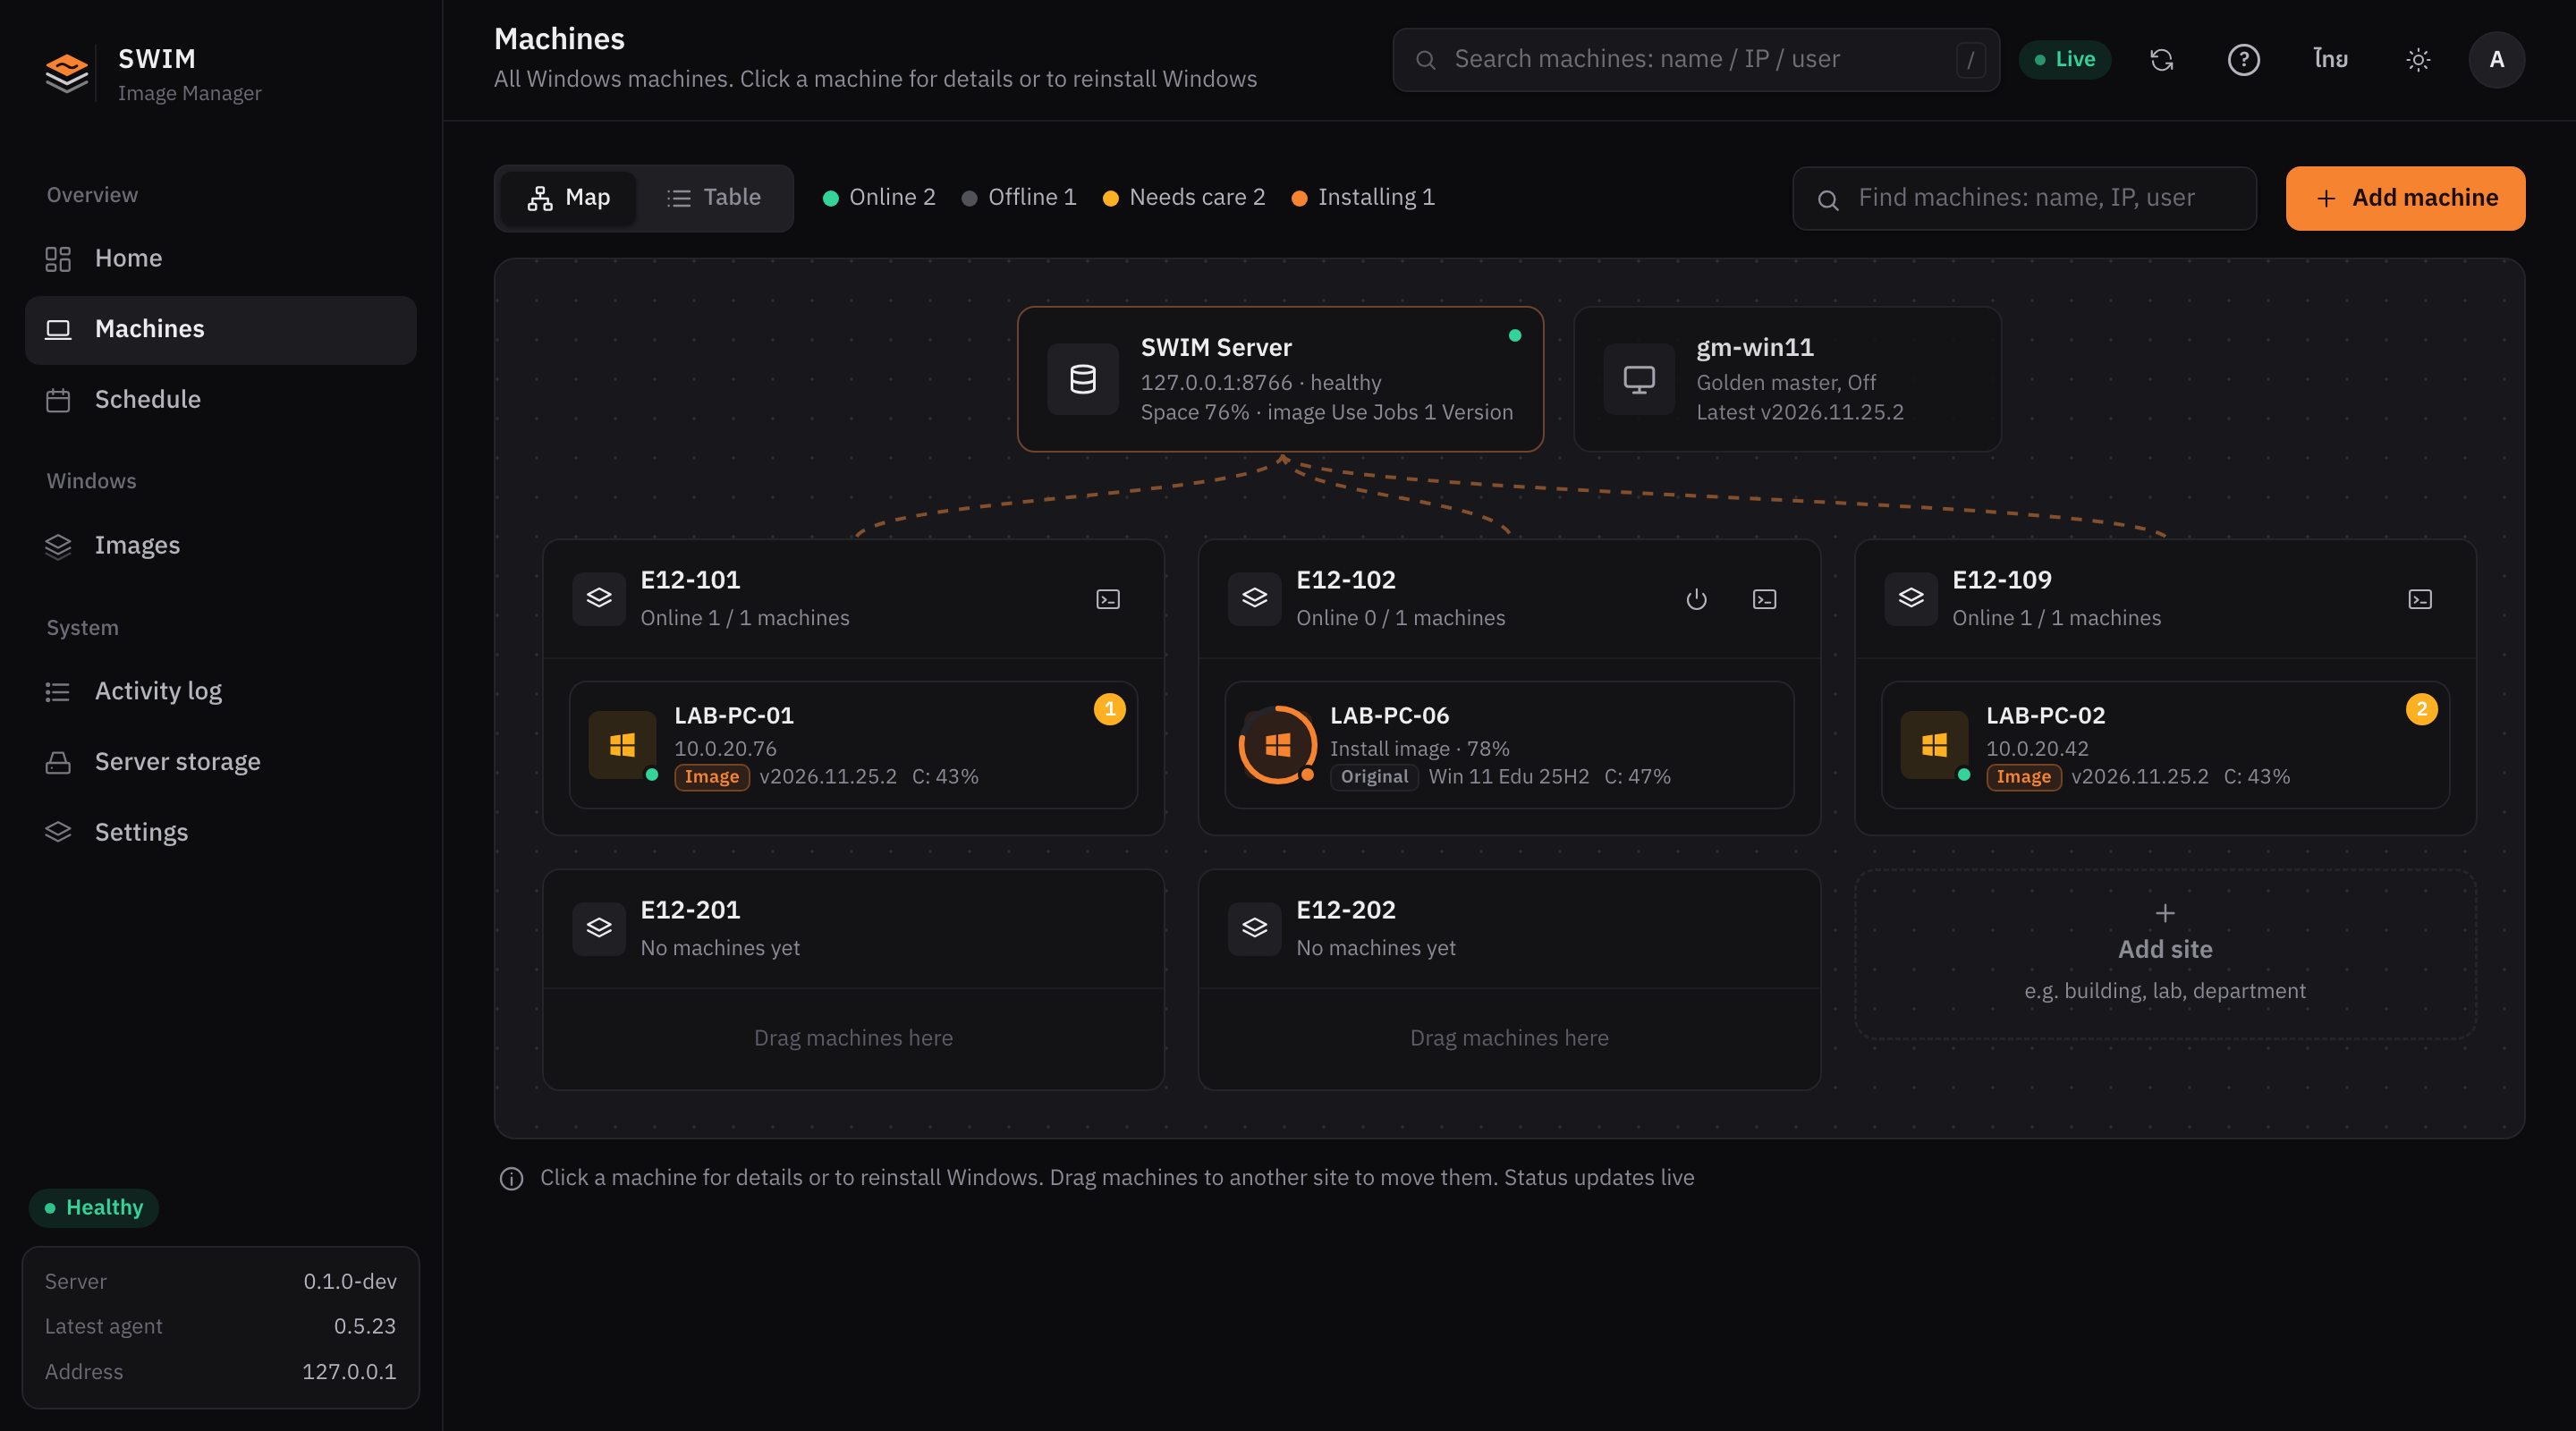 SWIM
Image Manager
Overview
Home
Machines
Schedule
Windows
Images
System
Activity log
Server storage
Settings
Healthy
Server 0.1.0-dev
Latest agent 0.5.23
Address 127.0.0.1
Machines
All Windows machines. Click a machine for details or to reinstall Windows
Search machines: name / IP / user /
Live
?
ไทย
A
Map
Table
Online 2
Offline 1
Needs care 2
Installing 1
Find machines: name, IP, user
+ Add machine
SWIM Server
127.0.0.1:8766 · healthy
Space 76% · image Use Jobs 1 Version
gm-win11
Golden master, Off
Latest v2026.11.25.2
E12-101
Online 1 / 1 machines
LAB-PC-01
1
10.0.20.76
Image v2026.11.25.2 C: 43%
E12-102
Online 0 / 1 machines
LAB-PC-06
Install image · 78%
Original Win 11 Edu 25H2 C: 47%
E12-109
Online 1 / 1 machines
LAB-PC-02
2
10.0.20.42
Image v2026.11.25.2 C: 43%
E12-201
No machines yet
Drag machines here
E12-202
No machines yet
Drag machines here
+
Add site
e.g. building, lab, department
Click a machine for details or to reinstall Windows. Drag machines to another site to move them. Status updates live